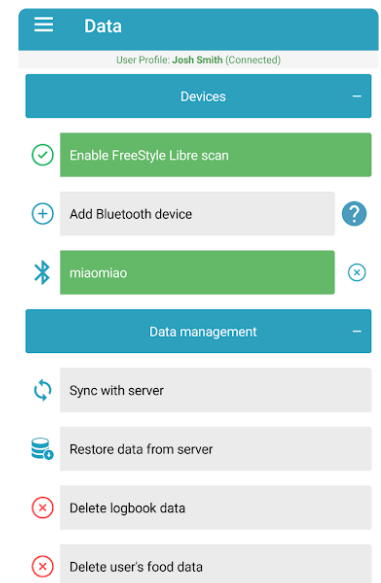 Data
User Profile: Josh Smith (Connected)
Devices
Enable FreeStyle Libre scan
Add Bluetooth device
?
miaomiao
Data management
Sync with server
Restore data from server
Delete logbook data
Delete user's food data